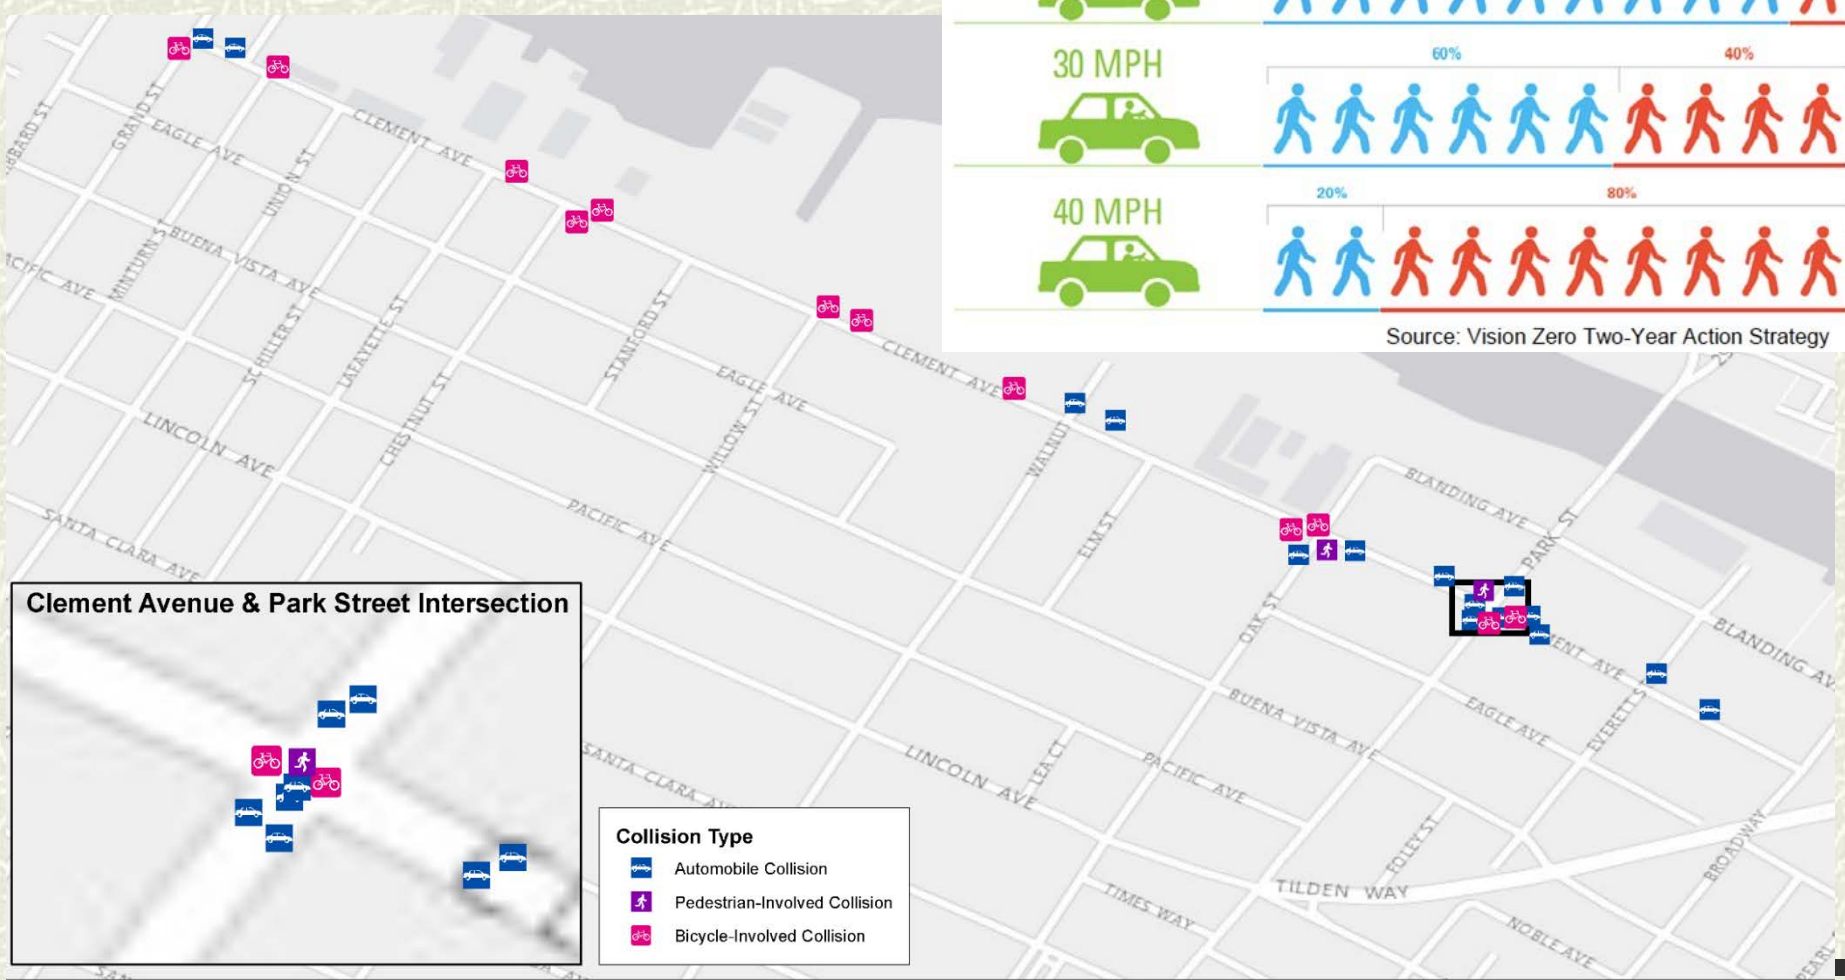 30 MPH
60%
40%
40 MPH
20%
80%
Source: Vision Zero Two-Year Action Strategy
GRAND ST
EAGLE AVE
UNION ST
CLEMENT AVE
MINTURN ST
BUENA VISTA AVE
SCHILLER ST
LAFAYETTE ST
CHESTNUT ST
STANFORD ST
WILLOW ST
EAGLE AVE
CLEMENT AVE
WALNUT
ELM ST
LINCOLN AVE
PACIFIC AVE
SANTA CLARA AVE
BLANDING AVE
PARK ST
OAK ST
BLANDING AV
EVERETT S
EAGLE AVE
BUENA VISTA AVE
PACIFIC AVE
LINCOLN AVE
LEA CT
SANTA CLARA AV
FOLEY ST
BROADWAY
TILDEN WAY
TIMES WAY
NOBLE AVE
Clement Avenue & Park Street Intersection
Collision Type
Automobile Collision
Pedestrian-Involved Collision
Bicycle-Involved Collision